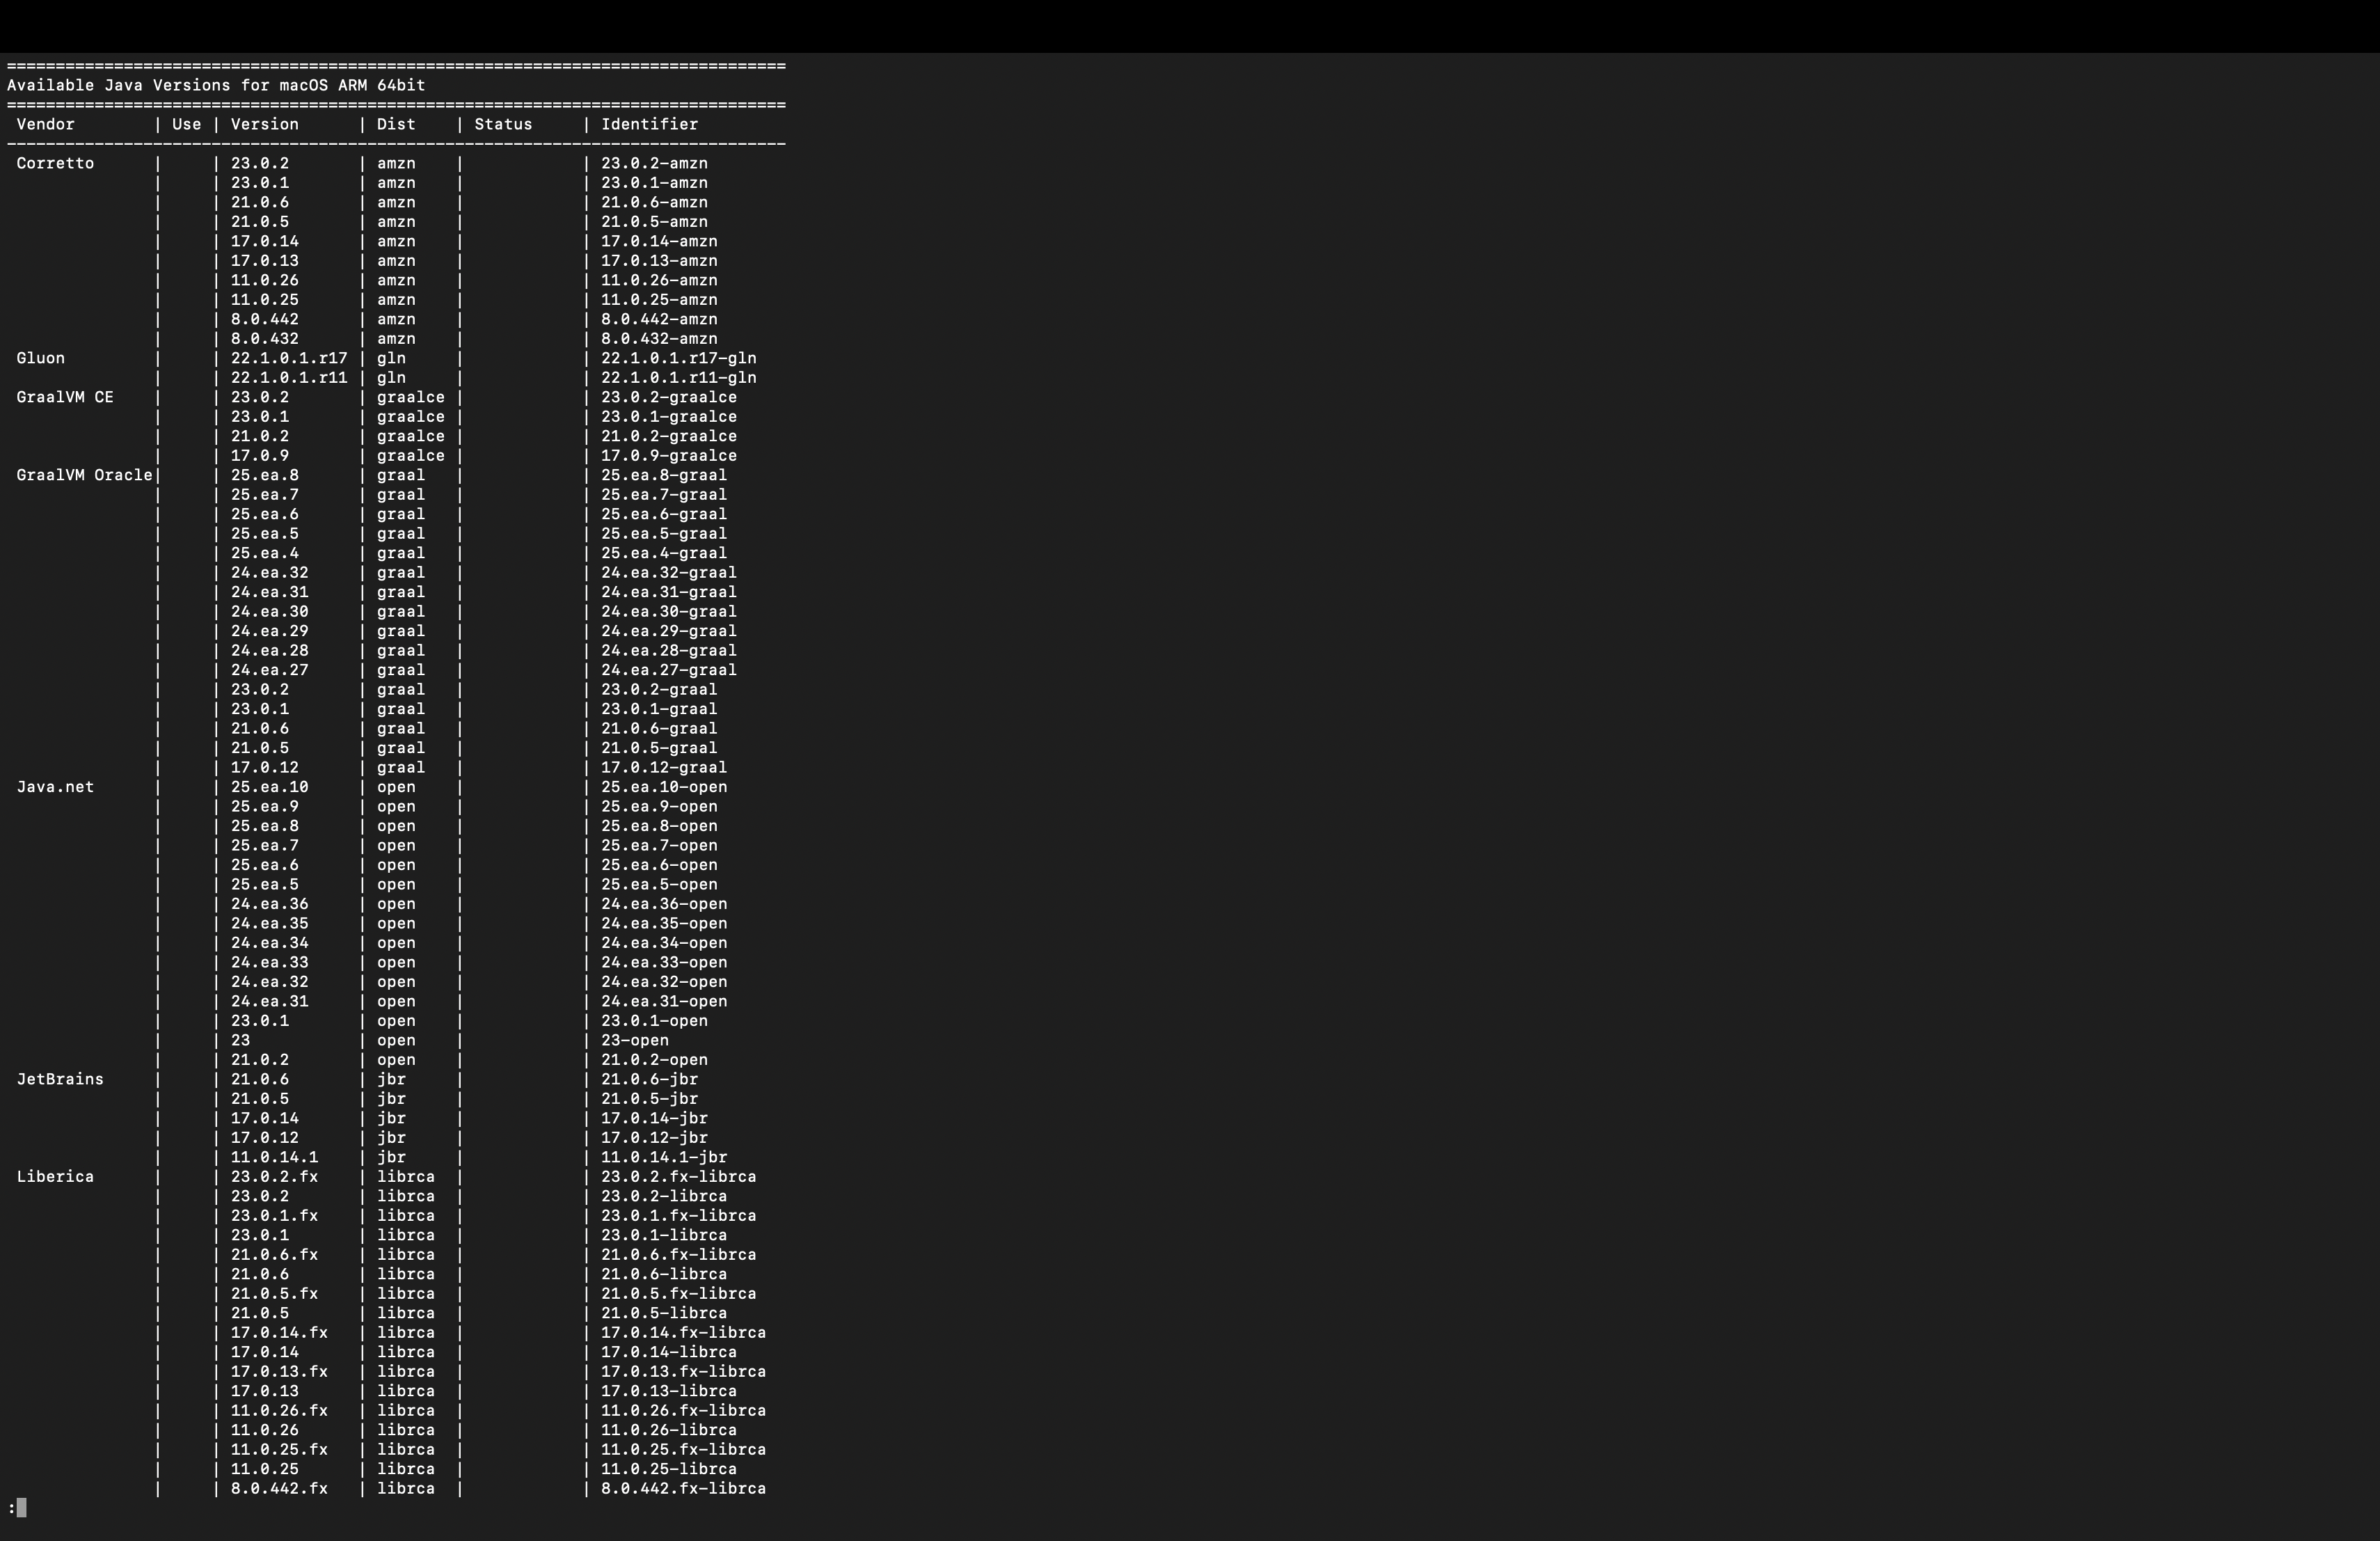 ================================================================================
Available Java Versions for macOS ARM 64bit
================================================================================
 Vendor        | Use | Version      | Dist    | Status     | Identifier
--------------------------------------------------------------------------------
 Corretto      |     | 23.0.2       | amzn    |            | 23.0.2-amzn
               |     | 23.0.1       | amzn    |            | 23.0.1-amzn
               |     | 21.0.6       | amzn    |            | 21.0.6-amzn
               |     | 21.0.5       | amzn    |            | 21.0.5-amzn
               |     | 17.0.14      | amzn    |            | 17.0.14-amzn
               |     | 17.0.13      | amzn    |            | 17.0.13-amzn
               |     | 11.0.26      | amzn    |            | 11.0.26-amzn
               |     | 11.0.25      | amzn    |            | 11.0.25-amzn
               |     | 8.0.442      | amzn    |            | 8.0.442-amzn
               |     | 8.0.432      | amzn    |            | 8.0.432-amzn
 Gluon         |     | 22.1.0.1.r17 | gln     |            | 22.1.0.1.r17-gln
               |     | 22.1.0.1.r11 | gln     |            | 22.1.0.1.r11-gln
 GraalVM CE    |     | 23.0.2       | graalce |            | 23.0.2-graalce
               |     | 23.0.1       | graalce |            | 23.0.1-graalce
               |     | 21.0.2       | graalce |            | 21.0.2-graalce
               |     | 17.0.9       | graalce |            | 17.0.9-graalce
 GraalVM Oracle|     | 25.ea.8      | graal   |            | 25.ea.8-graal
               |     | 25.ea.7      | graal   |            | 25.ea.7-graal
               |     | 25.ea.6      | graal   |            | 25.ea.6-graal
               |     | 25.ea.5      | graal   |            | 25.ea.5-graal
               |     | 25.ea.4      | graal   |            | 25.ea.4-graal
               |     | 24.ea.32     | graal   |            | 24.ea.32-graal
               |     | 24.ea.31     | graal   |            | 24.ea.31-graal
               |     | 24.ea.30     | graal   |            | 24.ea.30-graal
               |     | 24.ea.29     | graal   |            | 24.ea.29-graal
               |     | 24.ea.28     | graal   |            | 24.ea.28-graal
               |     | 24.ea.27     | graal   |            | 24.ea.27-graal
               |     | 23.0.2       | graal   |            | 23.0.2-graal
               |     | 23.0.1       | graal   |            | 23.0.1-graal
               |     | 21.0.6       | graal   |            | 21.0.6-graal
               |     | 21.0.5       | graal   |            | 21.0.5-graal
               |     | 17.0.12      | graal   |            | 17.0.12-graal
 Java.net      |     | 25.ea.10     | open    |            | 25.ea.10-open
               |     | 25.ea.9      | open    |            | 25.ea.9-open
               |     | 25.ea.8      | open    |            | 25.ea.8-open
               |     | 25.ea.7      | open    |            | 25.ea.7-open
               |     | 25.ea.6      | open    |            | 25.ea.6-open
               |     | 25.ea.5      | open    |            | 25.ea.5-open
               |     | 24.ea.36     | open    |            | 24.ea.36-open
               |     | 24.ea.35     | open    |            | 24.ea.35-open
               |     | 24.ea.34     | open    |            | 24.ea.34-open
               |     | 24.ea.33     | open    |            | 24.ea.33-open
               |     | 24.ea.32     | open    |            | 24.ea.32-open
               |     | 24.ea.31     | open    |            | 24.ea.31-open
               |     | 23.0.1       | open    |            | 23.0.1-open
               |     | 23           | open    |            | 23-open
               |     | 21.0.2       | open    |            | 21.0.2-open
 JetBrains     |     | 21.0.6       | jbr     |            | 21.0.6-jbr
               |     | 21.0.5       | jbr     |            | 21.0.5-jbr
               |     | 17.0.14      | jbr     |            | 17.0.14-jbr
               |     | 17.0.12      | jbr     |            | 17.0.12-jbr
               |     | 11.0.14.1    | jbr     |            | 11.0.14.1-jbr
 Liberica      |     | 23.0.2.fx    | librca  |            | 23.0.2.fx-librca
               |     | 23.0.2       | librca  |            | 23.0.2-librca
               |     | 23.0.1.fx    | librca  |            | 23.0.1.fx-librca
               |     | 23.0.1       | librca  |            | 23.0.1-librca
               |     | 21.0.6.fx    | librca  |            | 21.0.6.fx-librca
               |     | 21.0.6       | librca  |            | 21.0.6-librca
               |     | 21.0.5.fx    | librca  |            | 21.0.5.fx-librca
               |     | 21.0.5       | librca  |            | 21.0.5-librca
               |     | 17.0.14.fx   | librca  |            | 17.0.14.fx-librca
               |     | 17.0.14      | librca  |            | 17.0.14-librca
               |     | 17.0.13.fx   | librca  |            | 17.0.13.fx-librca
               |     | 17.0.13      | librca  |            | 17.0.13-librca
               |     | 11.0.26.fx   | librca  |            | 11.0.26.fx-librca
               |     | 11.0.26      | librca  |            | 11.0.26-librca
               |     | 11.0.25.fx   | librca  |            | 11.0.25.fx-librca
               |     | 11.0.25      | librca  |            | 11.0.25-librca
               |     | 8.0.442.fx   | librca  |            | 8.0.442.fx-librca
: